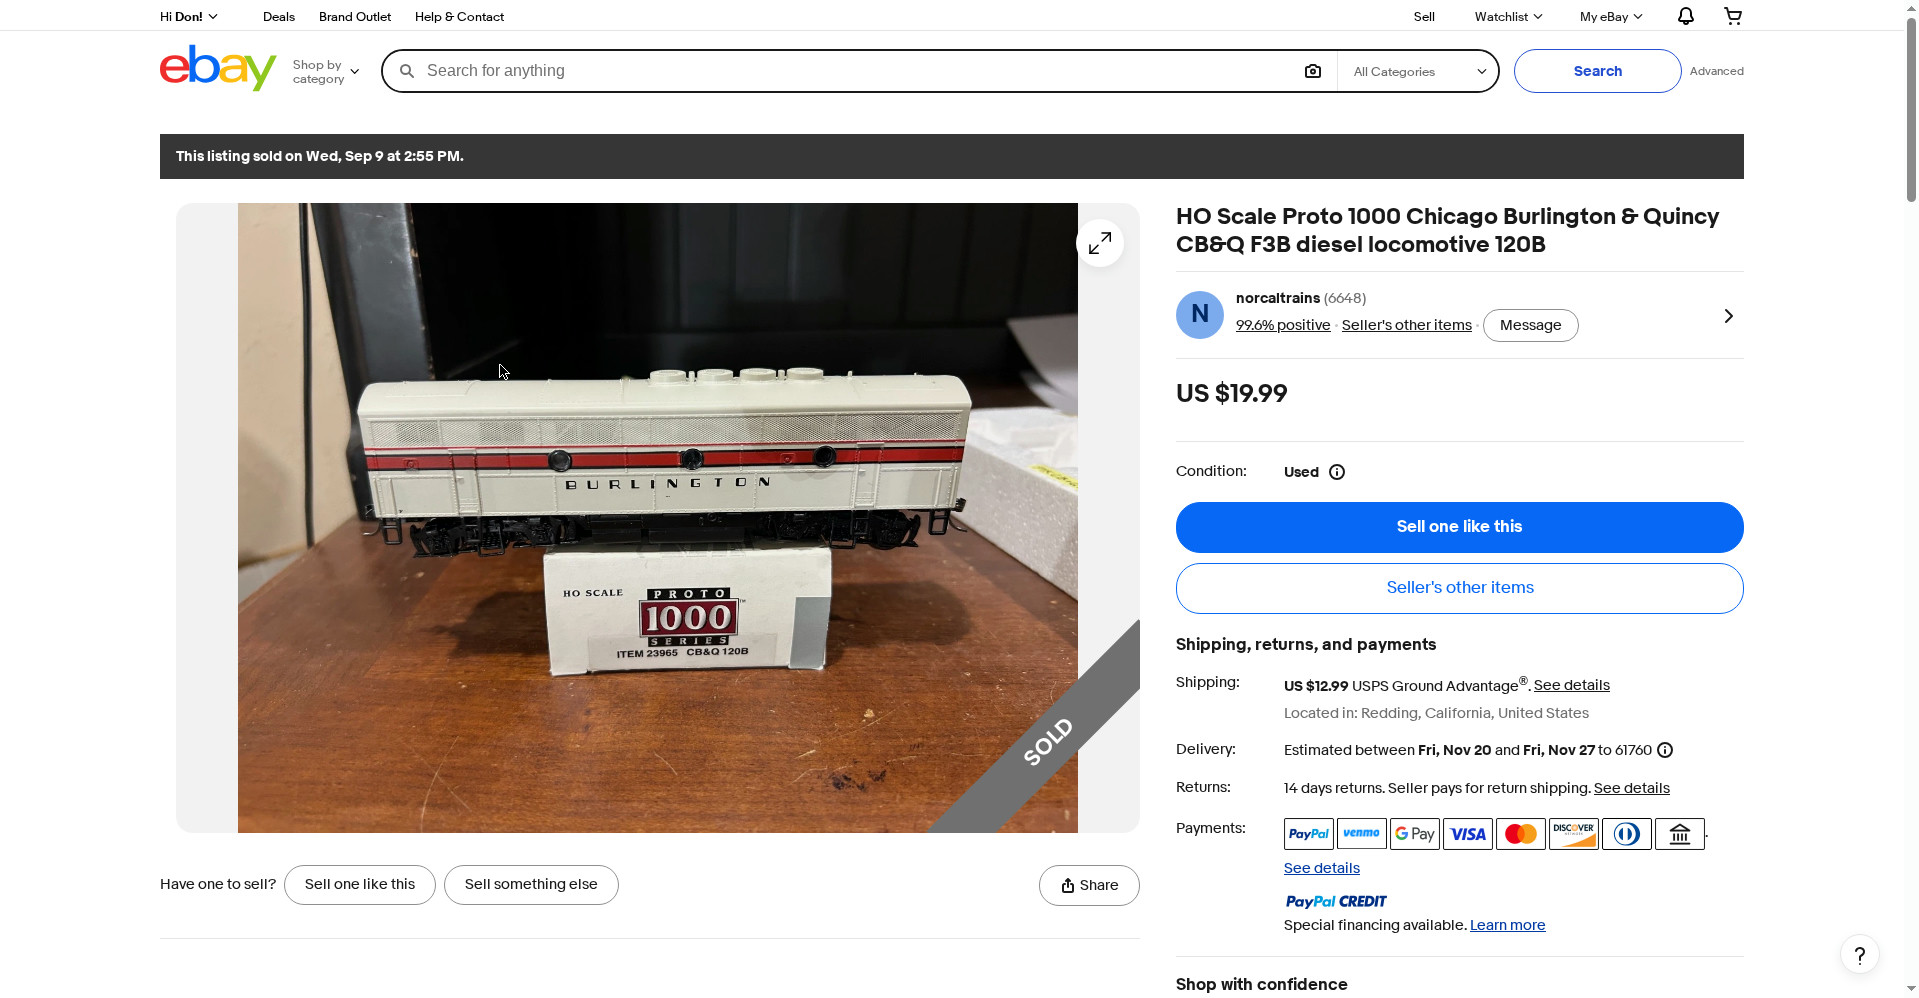 Hi Don!
Deals
Brand Outlet
Help & Contact
Sell
Watchlist
My eBay
ebay
Shop by
category
Search for anything
All Categories
Search
Advanced
This listing sold on Wed, Sep 9 at 2:55 PM.
BURLINGTON
HO SCALE
PROTO
1000
SERIES
™
ITEM 23965 CB&Q 120B
SOLD
Have one to sell?
Sell one like this
Sell something else
Share
HO Scale Proto 1000 Chicago Burlington & Quincy
CB&Q F3B diesel locomotive 120B
N
norcaltrains (6648)
99.6% positive · Seller's other items · Message
US $19.99
Condition: Used
Sell one like this
Seller's other items
Shipping, returns, and payments
Shipping: US $12.99 USPS Ground Advantage®. See details
Located in: Redding, California, United States
Delivery: Estimated between Fri, Nov 20 and Fri, Nov 27 to 61760
Returns: 14 days returns. Seller pays for return shipping. See details
Payments: PayPal venmo G Pay VISA DISCOVER .
See details
PayPal CREDIT
Special financing available. Learn more
Shop with confidence
?